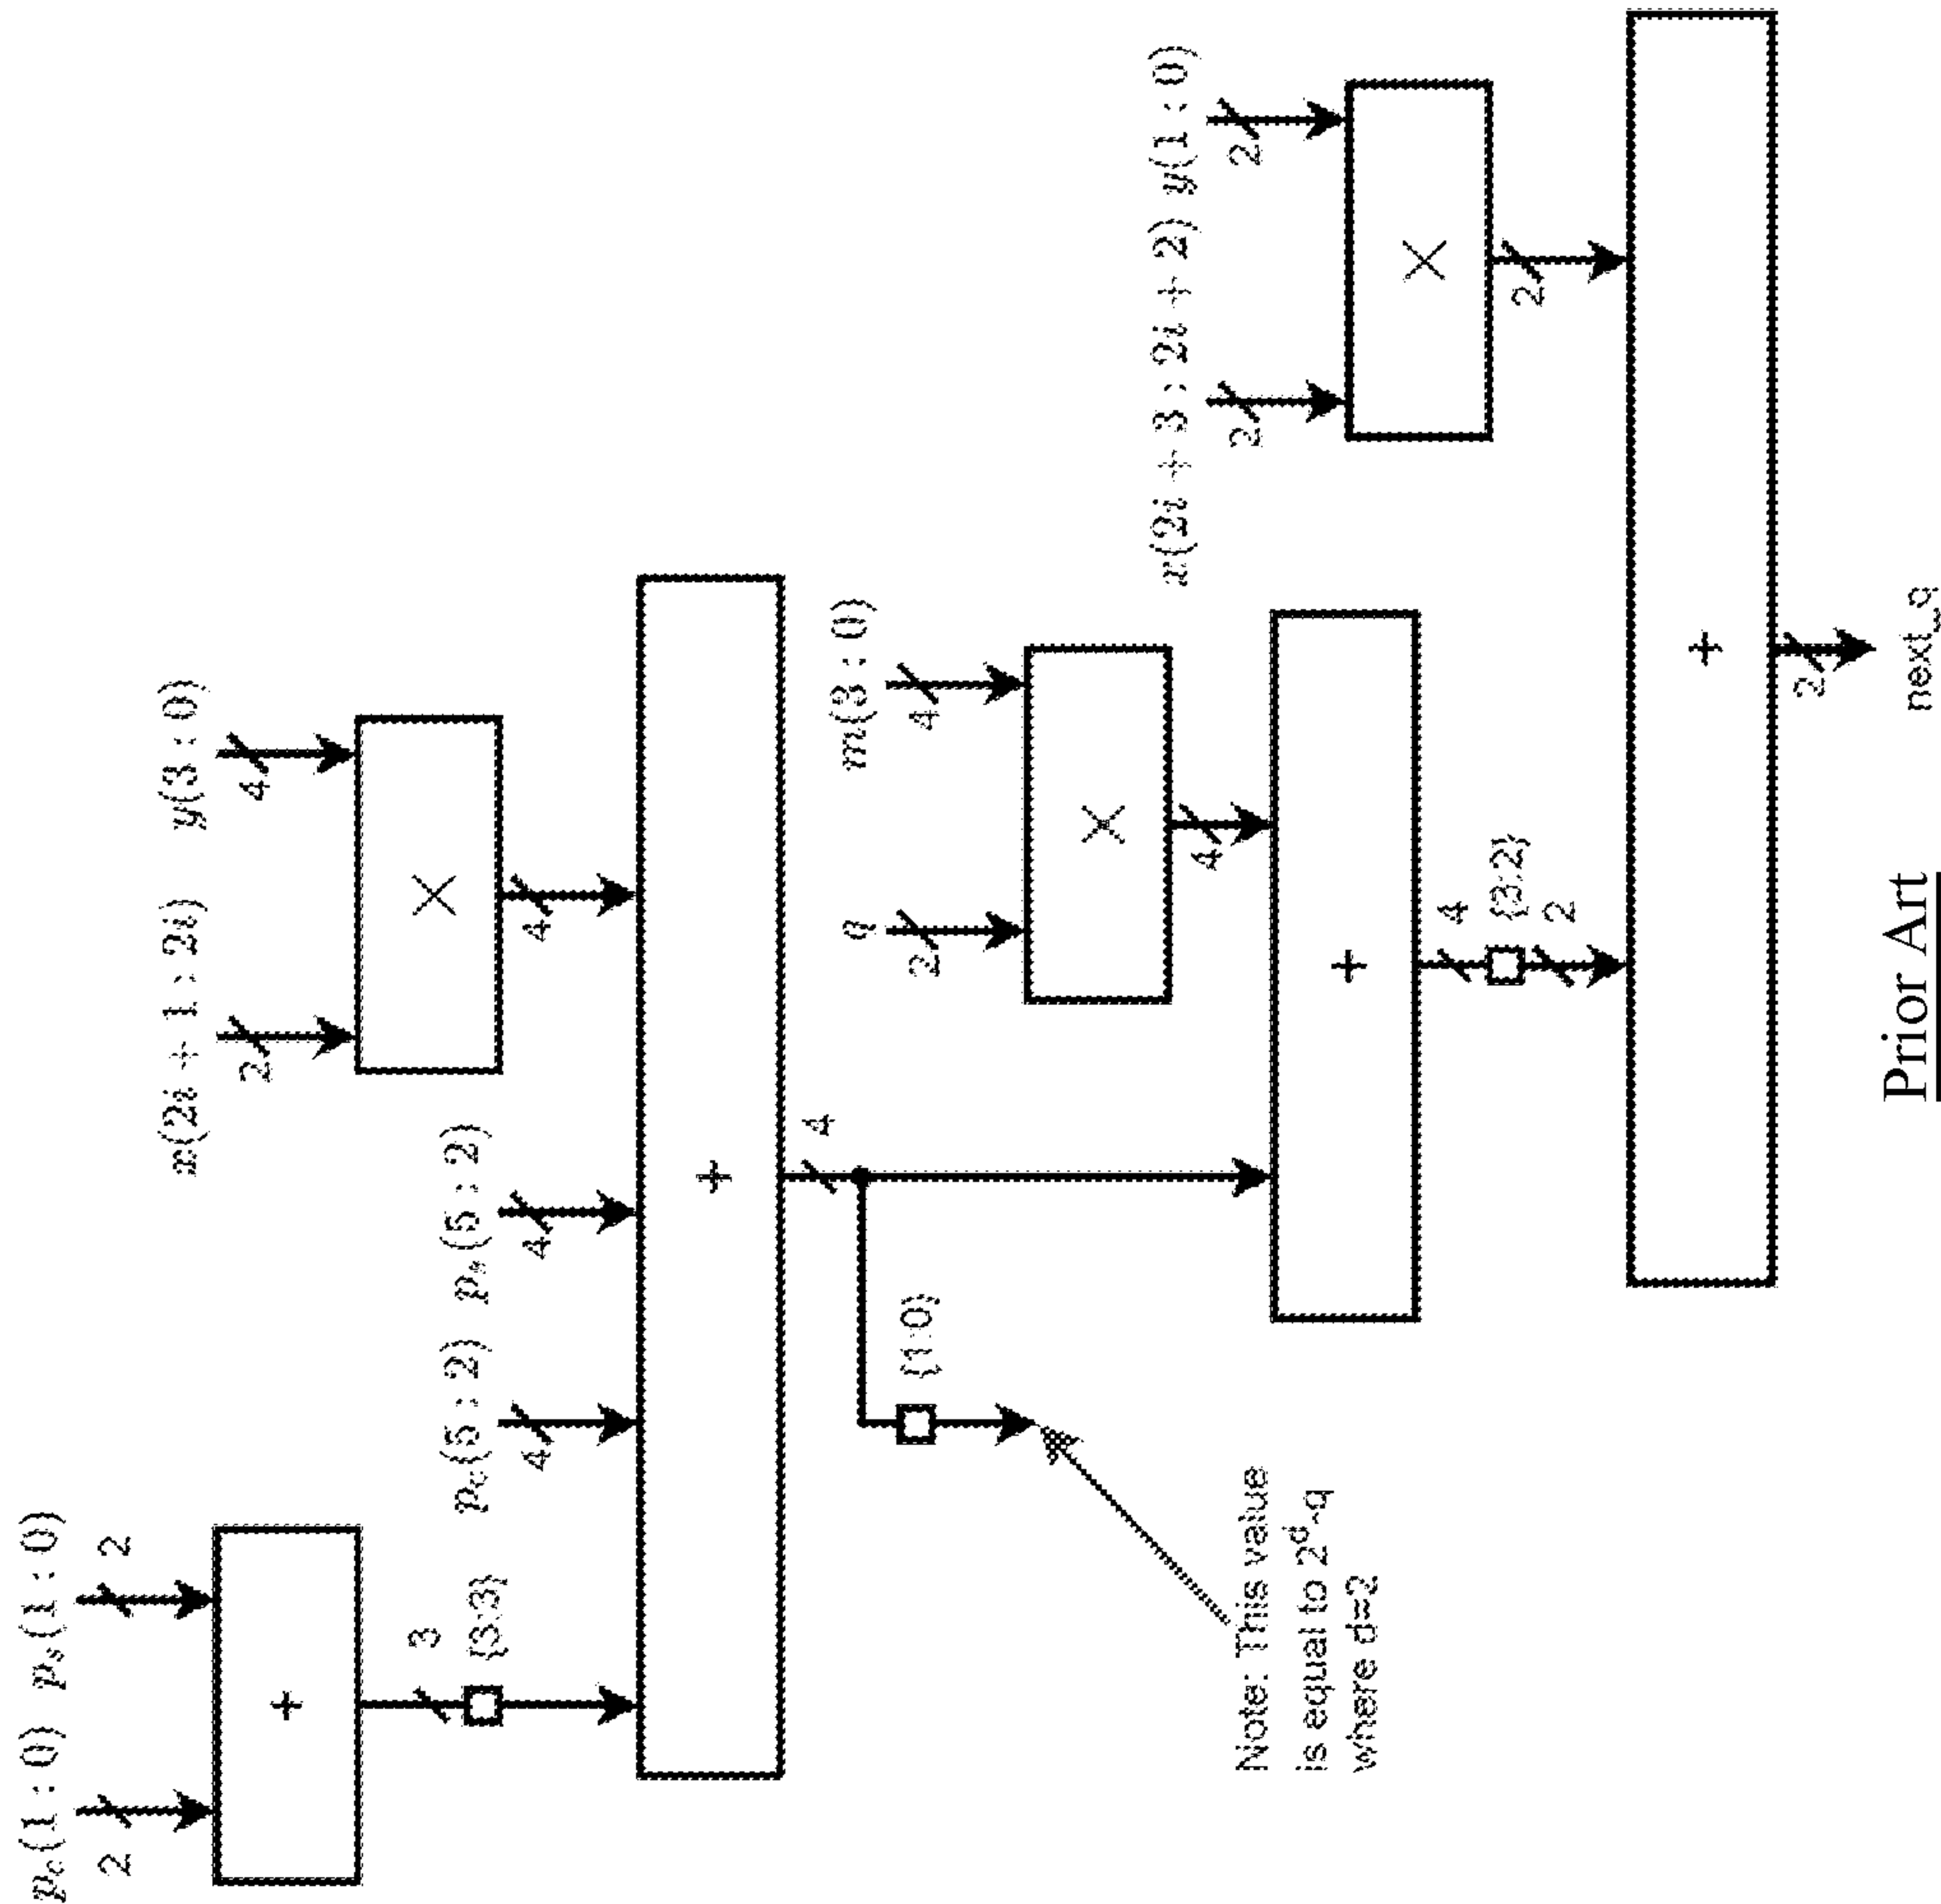 p_c(1 : 0) p_s(1 : 0)
2
2
+
3
{3:3}
p_c(5 : 2) p_s(5 : 2)
4
4
x(2i + 1 : 2i) y(3 : 0)
2
4
×
4
+
4
{1:0}
Note: This value
is equal to 2^d-q
where d=2
q
m(3 : 0)
2
4
×
4
+
4
{3:2}
2
x(2i + 3 : 2i + 2) y(1 : 0)
2
2
×
2
+
2
next_q
Prior Art